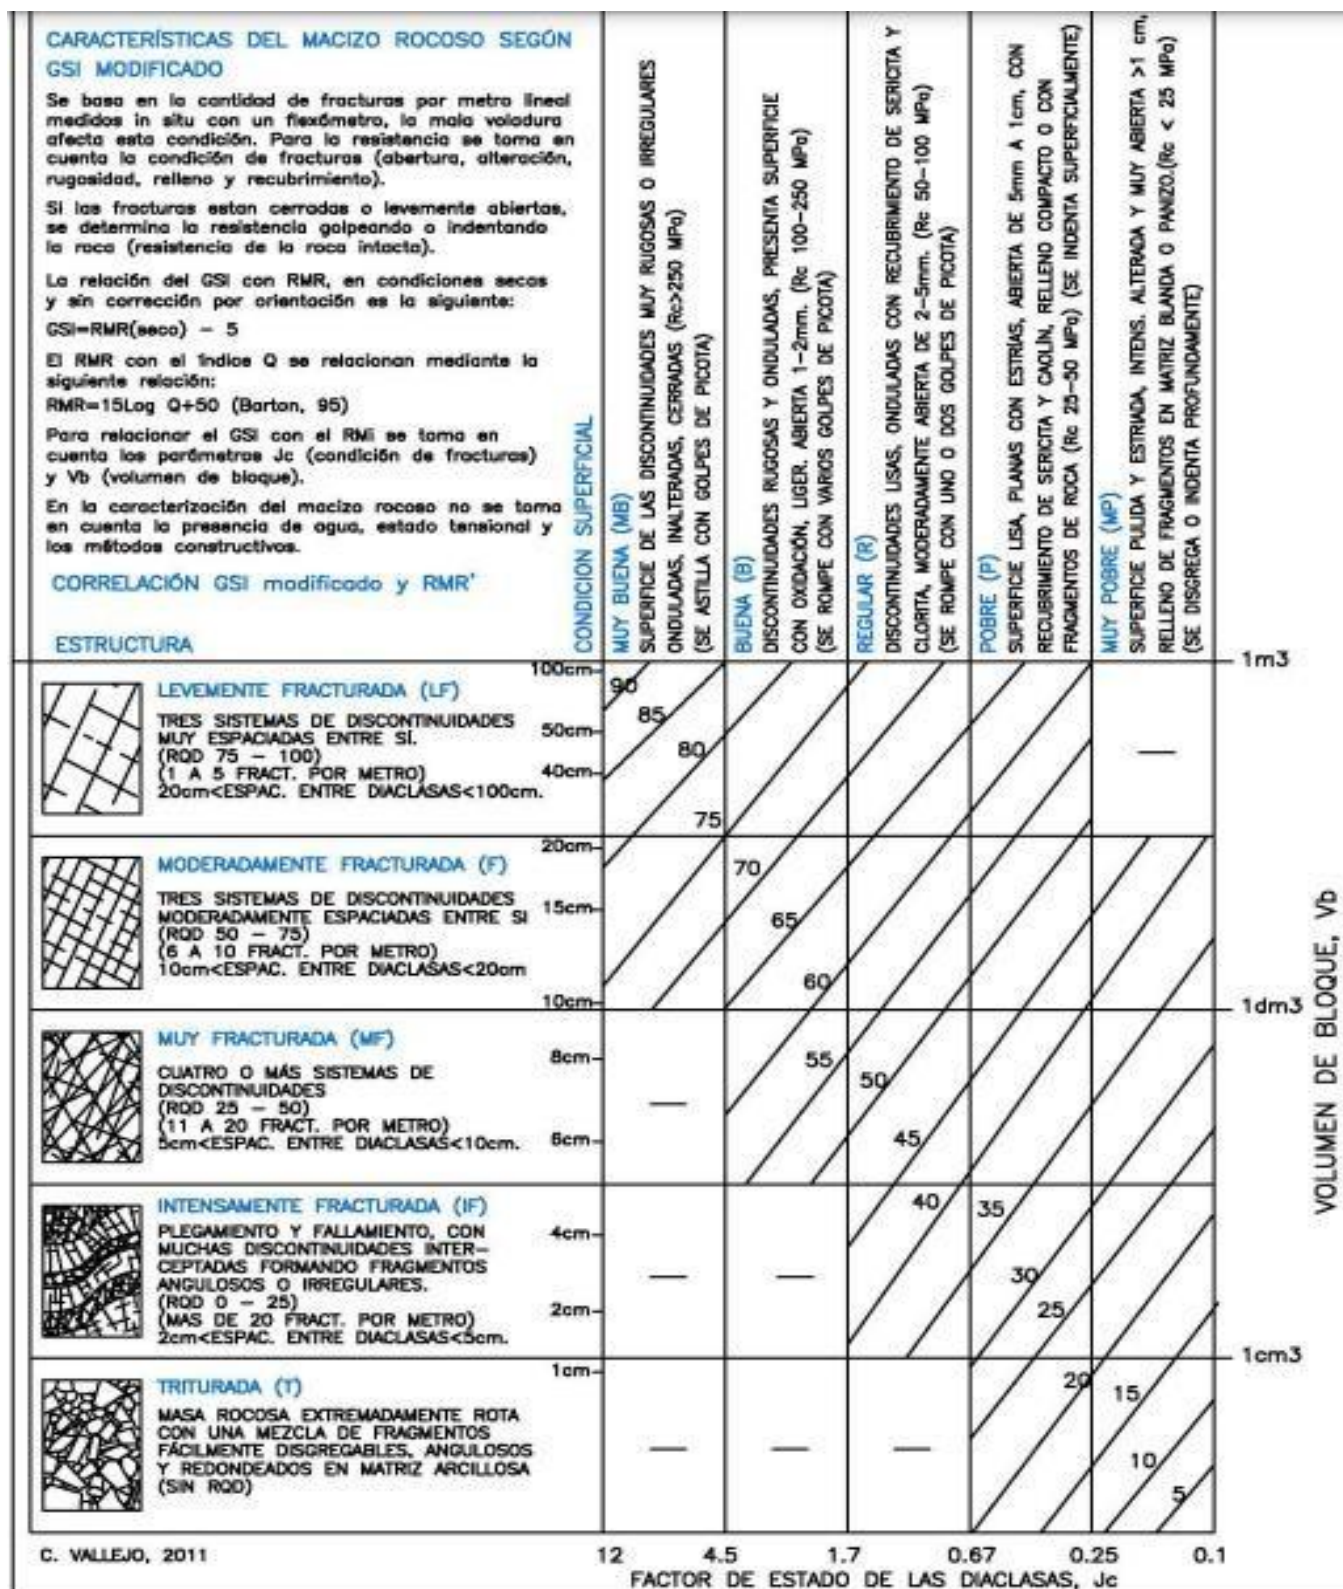 CARACTERÍSTICAS DEL MACIZO ROCOSO SEGÚN
GSI MODIFICADO
Se basa en la cantidad de fracturas por metro lineal
medidos in situ con un flexómetro, la mala voladura
afecta esta condición. Para la resistencia se toma en
cuenta la condición de fracturas (abertura, alteración,
rugosidad, relleno y recubrimiento).
Si las fracturas estan cerradas o levemente abiertas,
se determina la resistencia golpeando o indentando
la roca (resistencia de la roca intacta).
La relación del GSI con RMR, en condiciones secas
y sin corrección por orientación es la siguiente:
GSI=RMR(seco) - 5
El RMR con el índice Q se relacionan mediante la
siguiente relación:
RMR=15Log Q+50 (Barton, 95)
Para relacionar el GSI con el RMi se toma en
cuenta los parámetros Jc (condición de fracturas)
y Vb (volumen de bloque).
En la caracterización del macizo rocoso no se toma
en cuenta la presencia de agua, estado tensional y
los métodos constructivos.
CORRELACIÓN GSI modificado y RMR'
ESTRUCTURA
CONDICION SUPERFICIAL
MUY BUENA (MB)
SUPERFICIE DE LAS DISCONTINUIDADES MUY RUGOSAS O IRREGULARES
ONDULADAS, INALTERADAS, CERRADAS (Rc>250 MPa)
(SE ASTILLA CON GOLPES DE PICOTA)
BUENA (B)
DISCONTINUIDADES RUGOSAS Y ONDULADAS, PRESENTA SUPERFICIE
CON OXIDACIÓN, LIGER. ABIERTA 1-2mm. (Rc 100-250 MPa)
(SE ROMPE CON VARIOS GOLPES DE PICOTA)
REGULAR (R)
DISCONTINUIDADES LISAS, ONDULADAS CON RECUBRIMIENTO DE SERICITA Y
CLORITA, MODERADAMENTE ABIERTA DE 2-5mm. (Rc 50-100 MPa)
(SE ROMPE CON UNO O DOS GOLPES DE PICOTA)
POBRE (P)
SUPERFICIE LISA, PLANAS CON ESTRÍAS, ABIERTA DE 5mm A 1cm, CON
RECUBRIMIENTO DE SERICITA Y CAOLÍN, RELLENO COMPACTO O CON
FRAGMENTOS DE ROCA (Rc 25-50 MPa) (SE INDENTA SUPERFICIALMENTE)
MUY POBRE (MP)
SUPERFICIE PULIDA Y ESTRIADA, INTENS. ALTERADA Y MUY ABIERTA >1 cm,
RELLENO DE FRAGMENTOS EN MATRIZ BLANDA O PANIZO.(Rc < 25 MPa)
(SE DISGREGA O INDENTA PROFUNDAMENTE)
LEVEMENTE FRACTURADA (LF)
TRES SISTEMAS DE DISCONTINUIDADES
MUY ESPACIADAS ENTRE SÍ.
(RQD 75 - 100)
(1 A 5 FRACT. POR METRO)
20cm<ESPAC. ENTRE DIACLASAS<100cm.
100cm
50cm
40cm
90
85
80
75
1m3
MODERADAMENTE FRACTURADA (F)
TRES SISTEMAS DE DISCONTINUIDADES
MODERADAMENTE ESPACIADAS ENTRE SI
(RQD 50 - 75)
(6 A 10 FRACT. POR METRO)
10cm<ESPAC. ENTRE DIACLASAS<20cm
20cm
15cm
10cm
70
65
60
1dm3
MUY FRACTURADA (MF)
CUATRO O MÁS SISTEMAS DE
DISCONTINUIDADES
(RQD 25 - 50)
(11 A 20 FRACT. POR METRO)
5cm<ESPAC. ENTRE DIACLASAS<10cm.
8cm
6cm
55
50
45
INTENSAMENTE FRACTURADA (IF)
PLEGAMIENTO Y FALLAMIENTO, CON
MUCHAS DISCONTINUIDADES INTER-
CEPTADAS FORMANDO FRAGMENTOS
ANGULOSOS O IRREGULARES.
(RQD 0 - 25)
(MAS DE 20 FRACT. POR METRO)
2cm<ESPAC. ENTRE DIACLASAS<5cm.
4cm
2cm
40
35
30
25
1cm3
TRITURADA (T)
MASA ROCOSA EXTREMADAMENTE ROTA
CON UNA MEZCLA DE FRAGMENTOS
FÁCILMENTE DISGREGABLES, ANGULOSOS
Y REDONDEADOS EN MATRIZ ARCILLOSA
(SIN RQD)
1cm
20
15
10
5
VOLUMEN DE BLOQUE, Vb
C. VALLEJO, 2011
12 4.5 1.7 0.67 0.25 0.1
FACTOR DE ESTADO DE LAS DIACLASAS, Jc